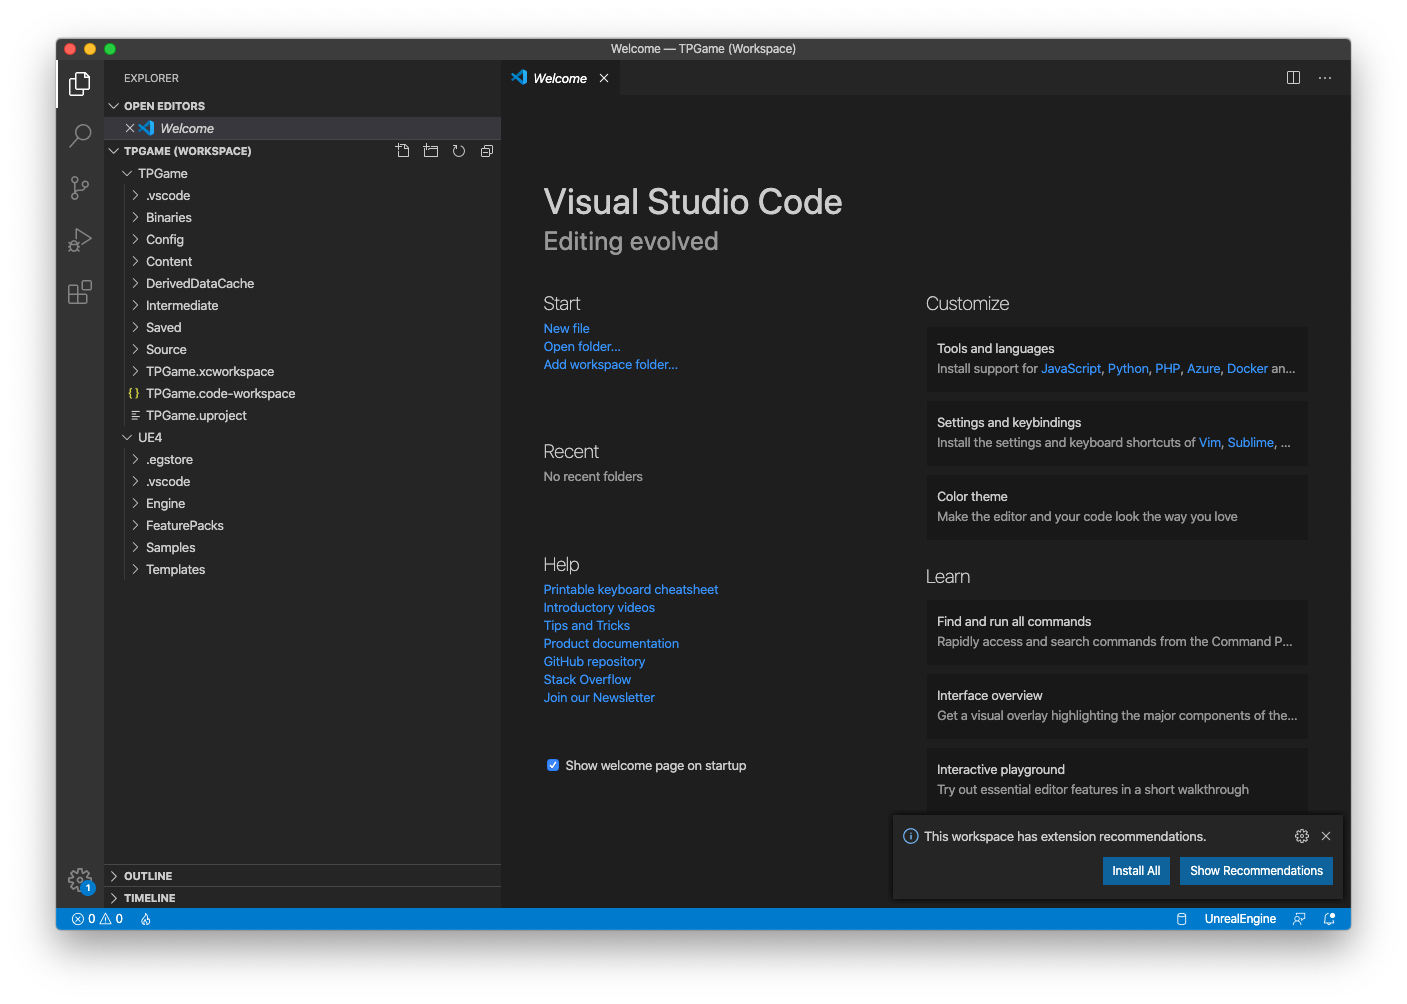 Welcome — TPGame (Workspace)
EXPLORER
OPEN EDITORS
Welcome
TPGAME (WORKSPACE)
TPGame
.vscode
Binaries
Config
Content
DerivedDataCache
Intermediate
Saved
Source
TPGame.xcworkspace
{} TPGame.code-workspace
TPGame.uproject
UE4
.egstore
.vscode
Engine
FeaturePacks
Samples
Templates
OUTLINE
TIMELINE
Welcome
Visual Studio Code
Editing evolved
Start
New file
Open folder...
Add workspace folder...
Recent
No recent folders
Help
Printable keyboard cheatsheet
Introductory videos
Tips and Tricks
Product documentation
GitHub repository
Stack Overflow
Join our Newsletter
Show welcome page on startup
Customize
Tools and languages
Install support for JavaScript, Python, PHP, Azure, Docker an...
Settings and keybindings
Install the settings and keyboard shortcuts of Vim, Sublime, ...
Color theme
Make the editor and your code look the way you love
Learn
Find and run all commands
Rapidly access and search commands from the Command P...
Interface overview
Get a visual overlay highlighting the major components of the...
Interactive playground
Try out essential editor features in a short walkthrough
This workspace has extension recommendations.
Install All
Show Recommendations
1
0 0
UnrealEngine